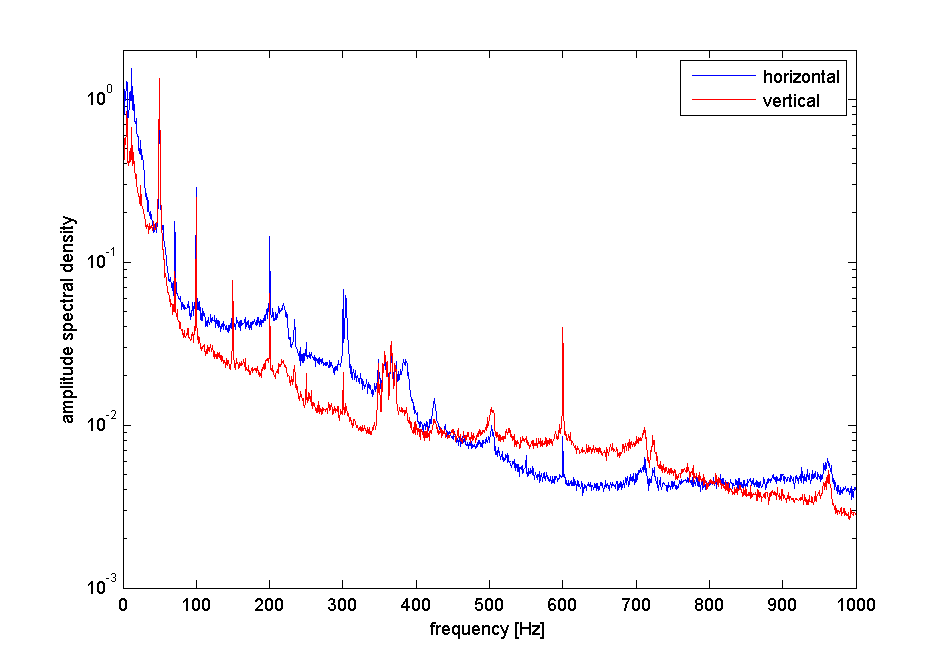 horizontal
vertical
10^0
10^-1
10^-2
10^-3
amplitude spectral density
0 100 200 300 400 500 600 700 800 900 1000
frequency [Hz]